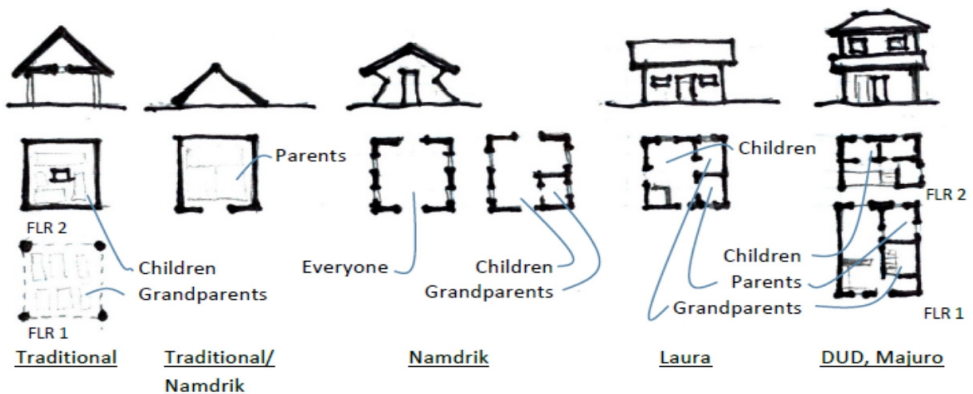 Parents
Children
FLR 2
FLR 2
Children
Everyone
Children
Children
Parents
Grandparents
Grandparents
Grandparents
FLR 1
FLR 1
Traditional
Traditional/
Namdrik
Namdrik
Laura
DUD, Majuro